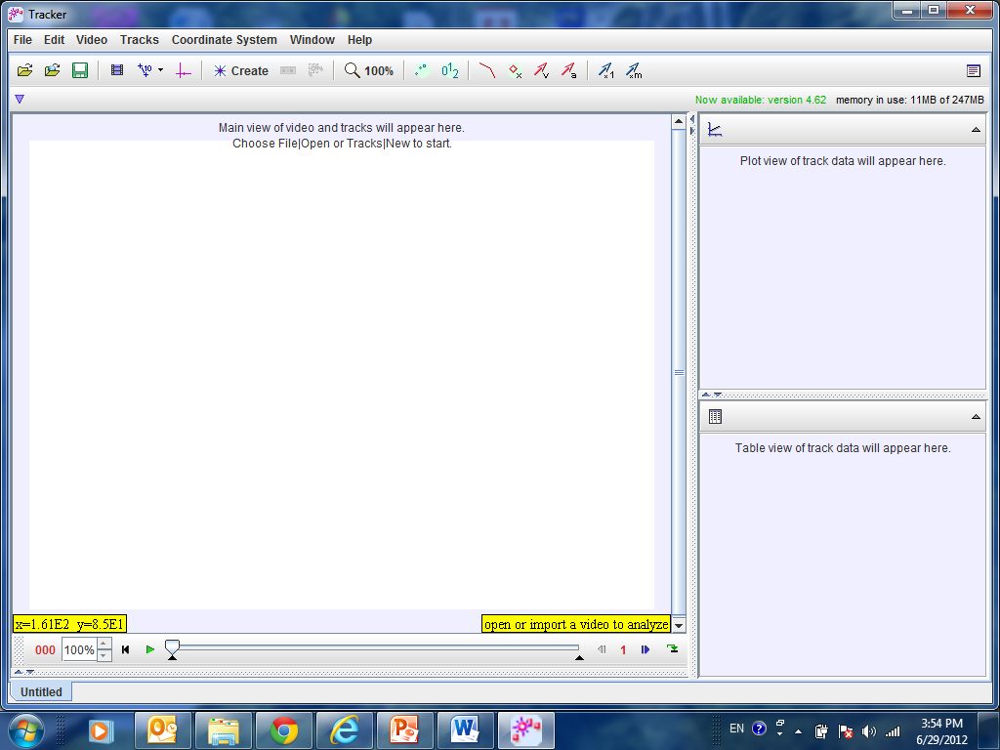 Tracker
File Edit Video Tracks Coordinate System Window Help
Create 100%
Now available: version 4.62 memory in use: 11MB of 247MB
Main view of video and tracks will appear here.
Choose File|Open or Tracks|New to start.
Plot view of track data will appear here.
Table view of track data will appear here.
x=1.61E2 y=8.5E1
open or import a video to analyze
000 100% 1
Untitled
EN
3:54 PM
6/29/2012